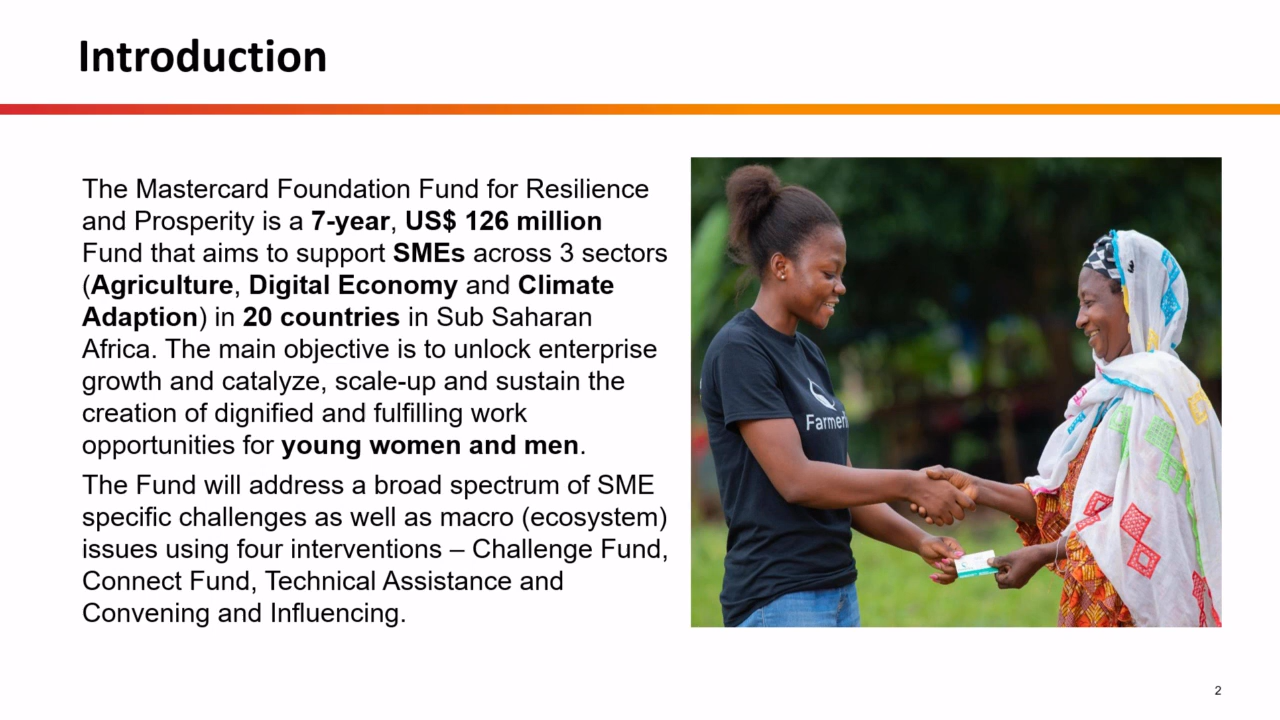 Introduction
The Mastercard Foundation Fund for Resilience
and Prosperity is a 7-year, US$ 126 million
Fund that aims to support SMEs across 3 sectors
(Agriculture, Digital Economy and Climate
Adaption) in 20 countries in Sub Saharan
Africa. The main objective is to unlock enterprise
growth and catalyze, scale-up and sustain the
creation of dignified and fulfilling work
opportunities for young women and men.
The Fund will address a broad spectrum of SME
specific challenges as well as macro (ecosystem)
issues using four interventions – Challenge Fund,
Connect Fund, Technical Assistance and
Convening and Influencing.
Farmer
2